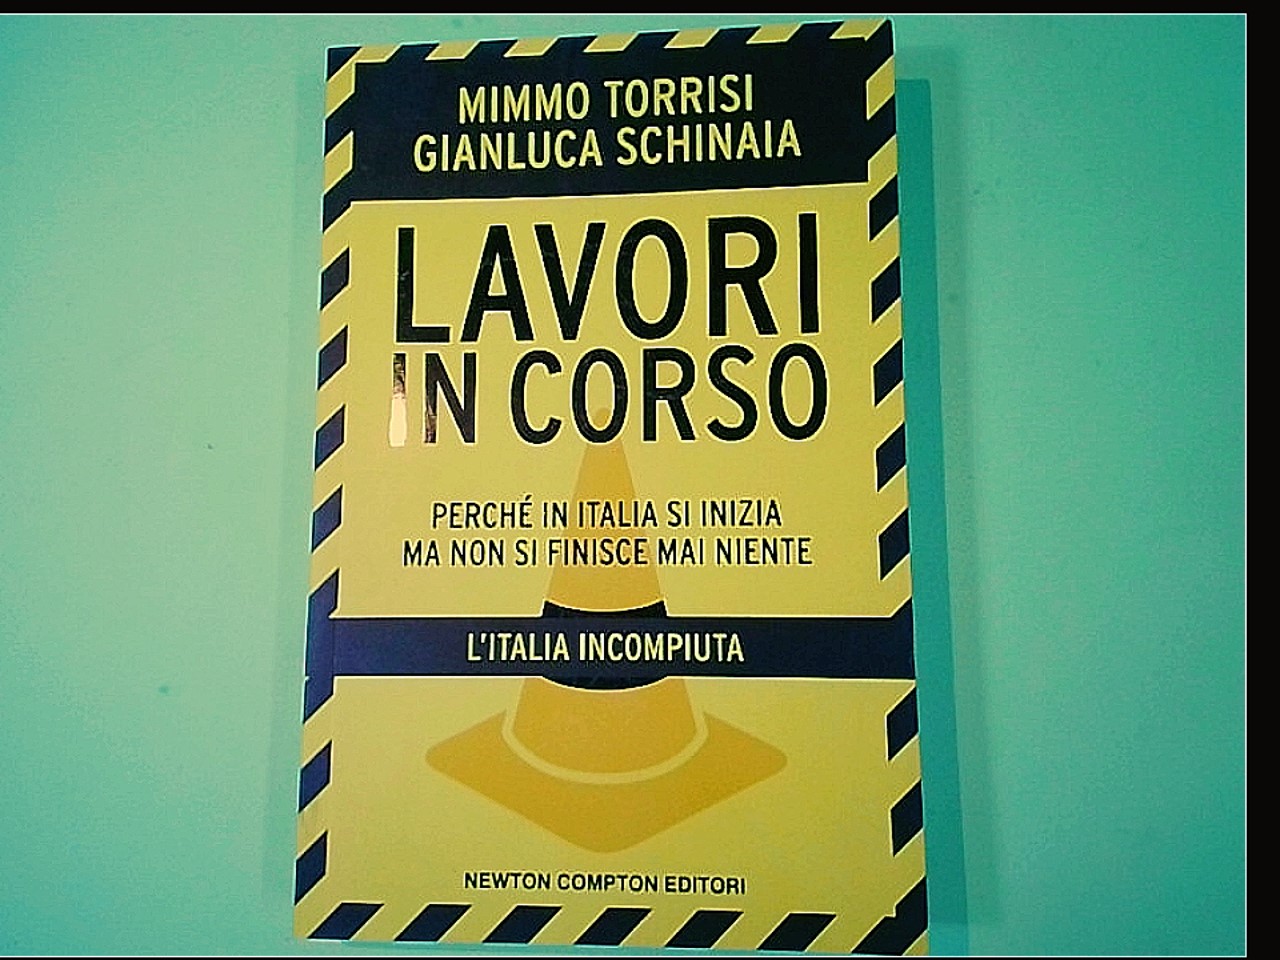 MIMMO TORRISI
GIANLUCA SCHINAIA
LAVORI
IN CORSO
PERCHÉ IN ITALIA SI INIZIA
MA NON SI FINISCE MAI NIENTE
L'ITALIA INCOMPIUTA
NEWTON COMPTON EDITORI